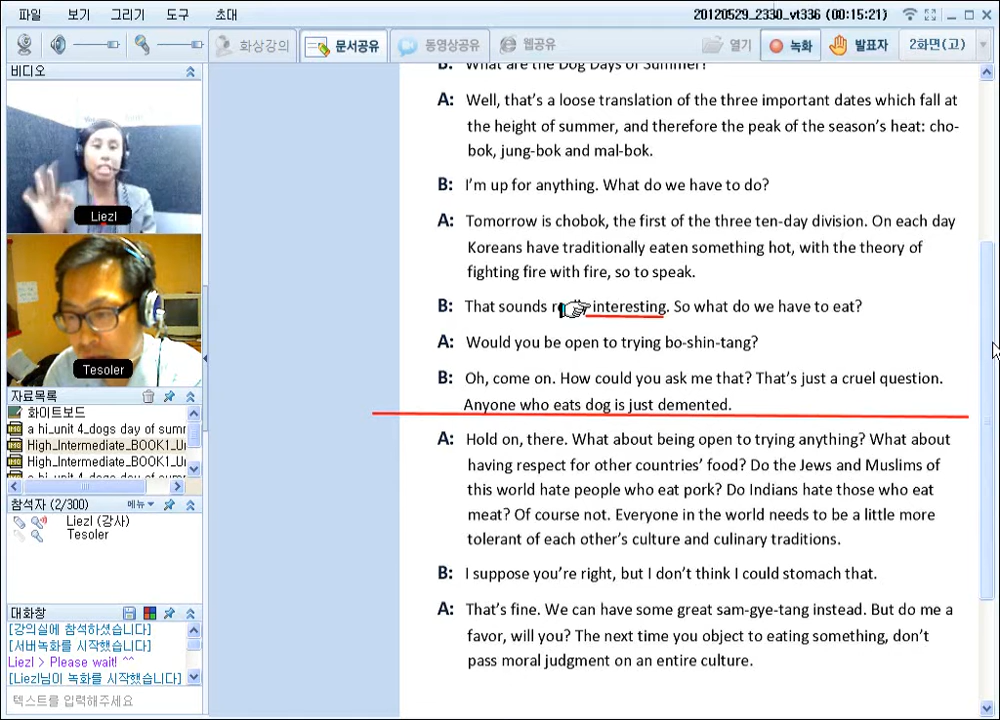 파일 보기 그리기 도구 초대
20120529_2330_vt336 (00:15:21)
화상강의 문서공유 동영상공유 웹공유 열기 녹화 발표자 2화면(고)
비디오
Liezl
Tesoler
자료목록
화이트보드
a hi_unit 4_dogs day of sumr
High_Intermediate_BOOK1_Ur
High_Intermediate_BOOK1_Ur
a hi_unit 4_dogs day of sumr
참석자 (2/300) 메뉴
Liezl (강사)
Tesoler
대화창
[강의실에 참석하셨습니다]
[서버녹화를 시작했습니다]
Liezl > Please wait! ^^
[Liezl님이 녹화를 시작했습니다]
텍스트를 입력해주세요
B: What are the Dog Days of Summer?
A: Well, that's a loose translation of the three important dates which fall at
the height of summer, and therefore the peak of the season's heat: cho-
bok, jung-bok and mal-bok.
B: I'm up for anything. What do we have to do?
A: Tomorrow is chobok, the first of the three ten-day division. On each day
Koreans have traditionally eaten something hot, with the theory of
fighting fire with fire, so to speak.
B: That sounds interesting. So what do we have to eat?
A: Would you be open to trying bo-shin-tang?
B: Oh, come on. How could you ask me that? That's just a cruel question.
Anyone who eats dog is just demented.
A: Hold on, there. What about being open to trying anything? What about
having respect for other countries' food? Do the Jews and Muslims of
this world hate people who eat pork? Do Indians hate those who eat
meat? Of course not. Everyone in the world needs to be a little more
tolerant of each other's culture and culinary traditions.
B: I suppose you're right, but I don't think I could stomach that.
A: That's fine. We can have some great sam-gye-tang instead. But do me a
favor, will you? The next time you object to eating something, don't
pass moral judgment on an entire culture.